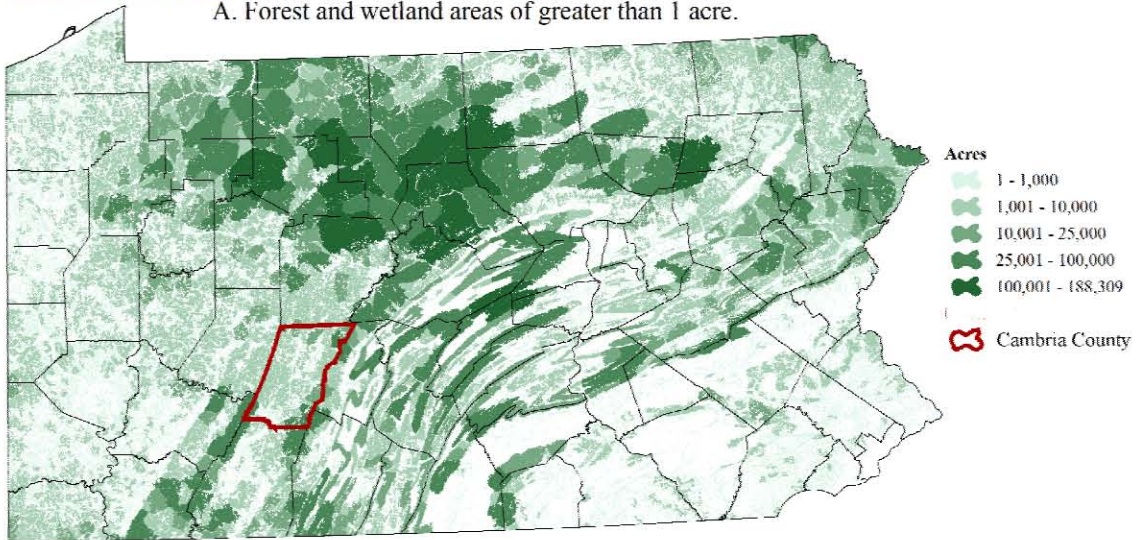 A. Forest and wetland areas of greater than 1 acre.
Acres
1 - 1,000
1,001 - 10,000
10,001 - 25,000
25,001 - 100,000
100,001 - 188,309
Cambria County